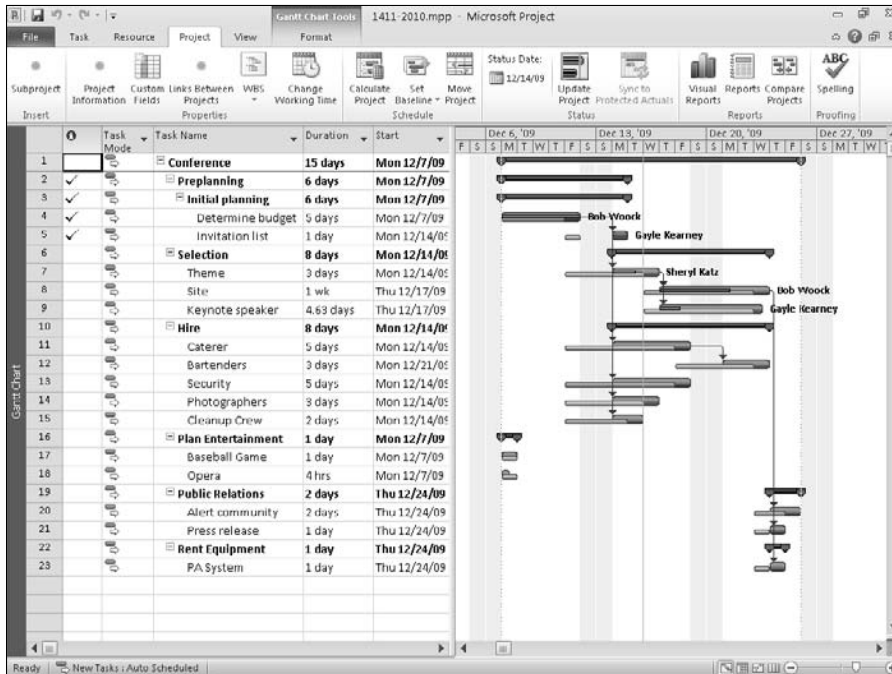 Gantt Chart Tools 1411-2010.mpp - Microsoft Project
File Task Resource Project View Format
Subproject
Project Information
Custom Fields
Links Between Projects
WBS
Change Working Time
Calculate Project
Set Baseline
Move Project
Status Date:
12/14/09
Update Project
Sync to Protected Actuals
Visual Reports
Reports
Compare Projects
ABC
Spelling
Insert Properties Schedule Status Reports Proofing
Task Mode Task Name Duration Start
Dec 6, '09 Dec 13, '09 Dec 20, '09 Dec 27, '09
F S S M T W T F S S M T W T F S S M T W T F S S M T W T
1 Conference 15 days Mon 12/7/09
2 Preplanning 6 days Mon 12/7/09
3 Initial planning 6 days Mon 12/7/09
4 Determine budget 5 days Mon 12/7/09 Bob Woock
5 Invitation list 1 day Mon 12/14/09 Gayle Kearney
6 Selection 8 days Mon 12/14/09
7 Theme 3 days Mon 12/14/09 Sheryl Katz
8 Site 1 wk Thu 12/17/09 Bob Woock
9 Keynote speaker 4.63 days Thu 12/17/09 Gayle Kearney
10 Hire 8 days Mon 12/14/09
11 Caterer 5 days Mon 12/14/09
12 Bartenders 3 days Mon 12/21/09
13 Security 5 days Mon 12/14/09
14 Photographers 3 days Mon 12/14/09
15 Cleanup Crew 2 days Mon 12/14/09
16 Plan Entertainment 1 day Mon 12/7/09
17 Baseball Game 1 day Mon 12/7/09
18 Opera 4 hrs Mon 12/7/09
19 Public Relations 2 days Thu 12/24/09
20 Alert community 2 days Thu 12/24/09
21 Press release 1 day Thu 12/24/09
22 Rent Equipment 1 day Thu 12/24/09
23 PA System 1 day Thu 12/24/09
Gantt Chart
Ready New Tasks : Auto Scheduled